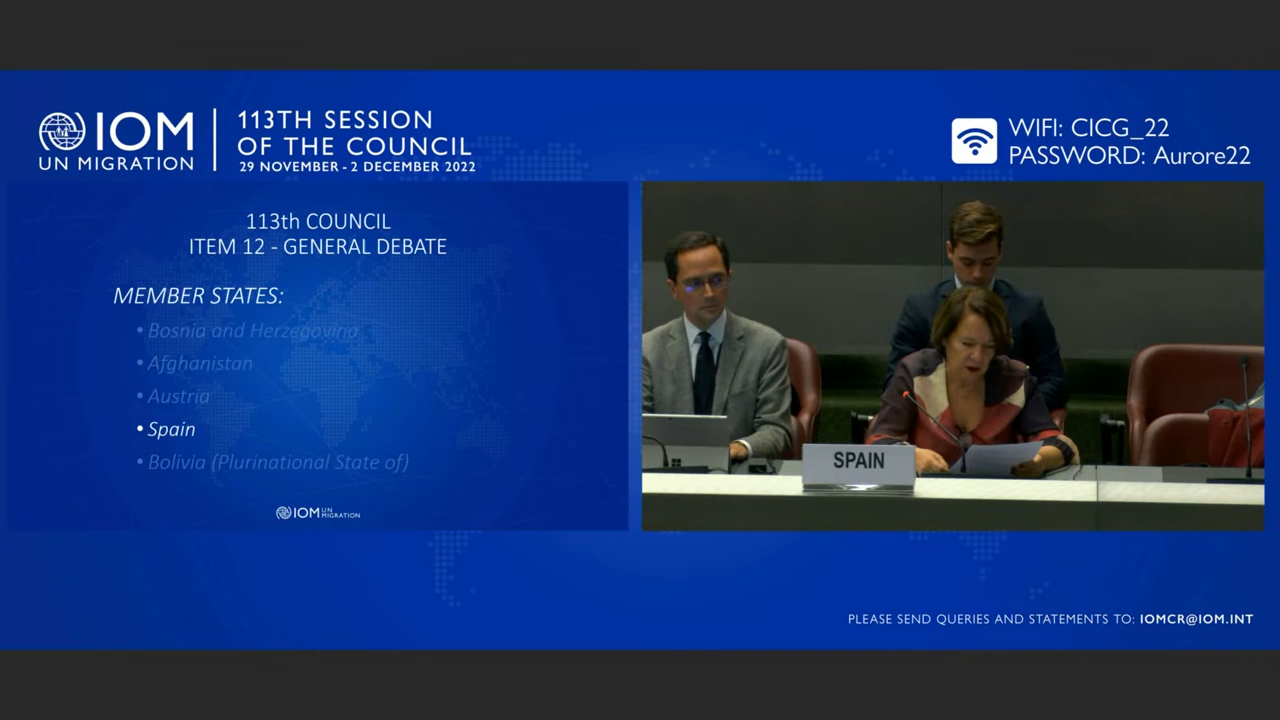 IOM
UN MIGRATION
113TH SESSION
OF THE COUNCIL
29 NOVEMBER - 2 DECEMBER 2022
WIFI: CICG_22
PASSWORD: Aurore22
113th COUNCIL
ITEM 12 - GENERAL DEBATE
MEMBER STATES:
• Bosnia and Herzegovina
• Afghanistan
• Austria
• Spain
• Bolivia (Plurinational State of)
IOM UN MIGRATION
SPAIN
PLEASE SEND QUERIES AND STATEMENTS TO: IOMCR@IOM.INT